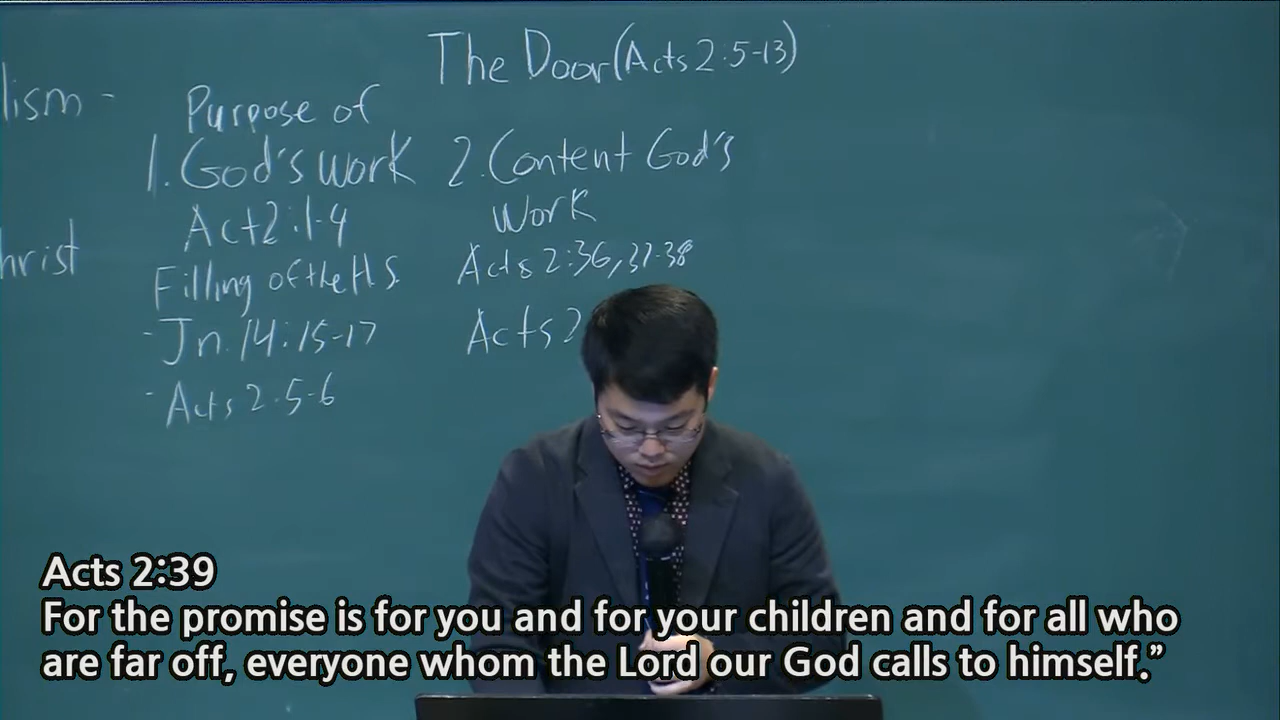 The Door (Acts 2:5-13)
lism -
Purpose of
1. God's work
Act2:1-4
Filling of the H.S.
- Jn. 14:15-17
- Acts 2:5-6
2. Content God's
Work
Acts 2:36, 37-38
Acts 2
hrist
Acts 2:39
For the promise is for you and for your children and for all who
are far off, everyone whom the Lord our God calls to himself.”